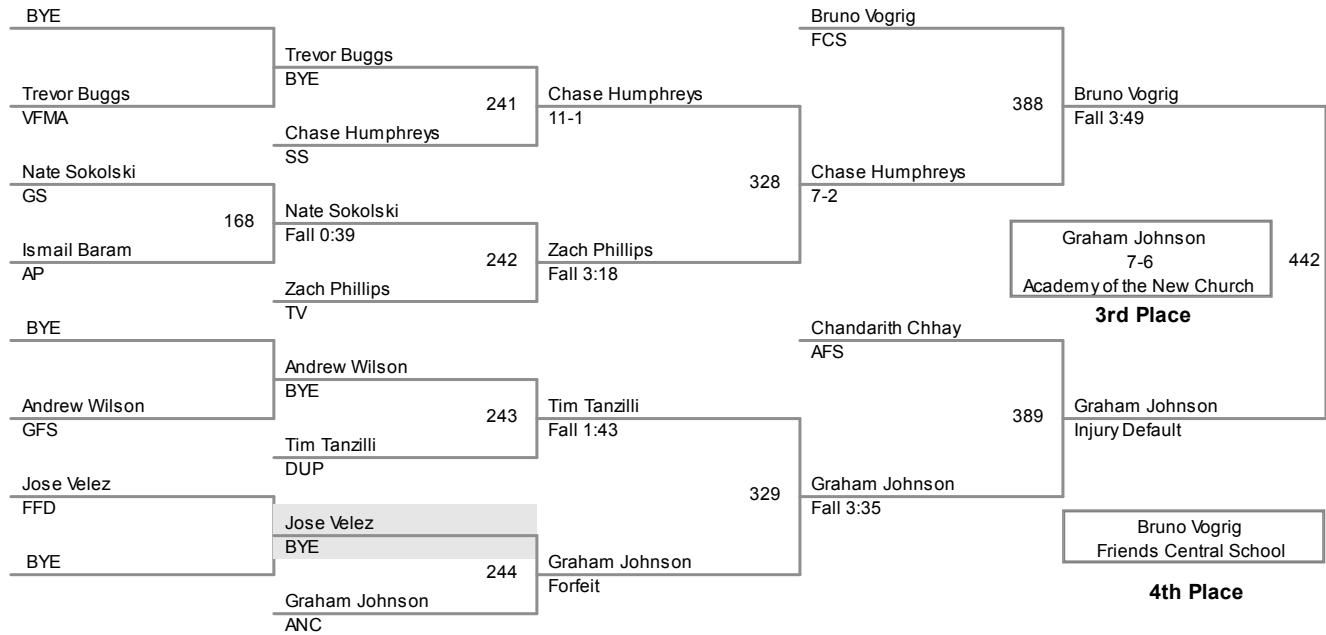 BYE
Trevor Buggs
VFMA
Nate Sokolski
GS
168
Ismail Baram
AP
BYE
Andrew Wilson
GFS
Jose Velez
FFD
BYE
Trevor Buggs
BYE
241
Chase Humphreys
SS
Nate Sokolski
Fall 0:39
242
Zach Phillips
TV
Andrew Wilson
BYE
243
Tim Tanzilli
DUP
Jose Velez
BYE
244
Graham Johnson
ANC
Chase Humphreys
11-1
328
Zach Phillips
Fall 3:18
Tim Tanzilli
Fall 1:43
329
Graham Johnson
Forfeit
Bruno Vogrig
FCS
388
Chase Humphreys
7-2
Chandarith Chhay
AFS
389
Graham Johnson
Fall 3:35
Bruno Vogrig
Fall 3:49
Graham Johnson
7-6
Academy of the New Church
442
3rd Place
Graham Johnson
Injury Default
Bruno Vogrig
Friends Central School
4th Place